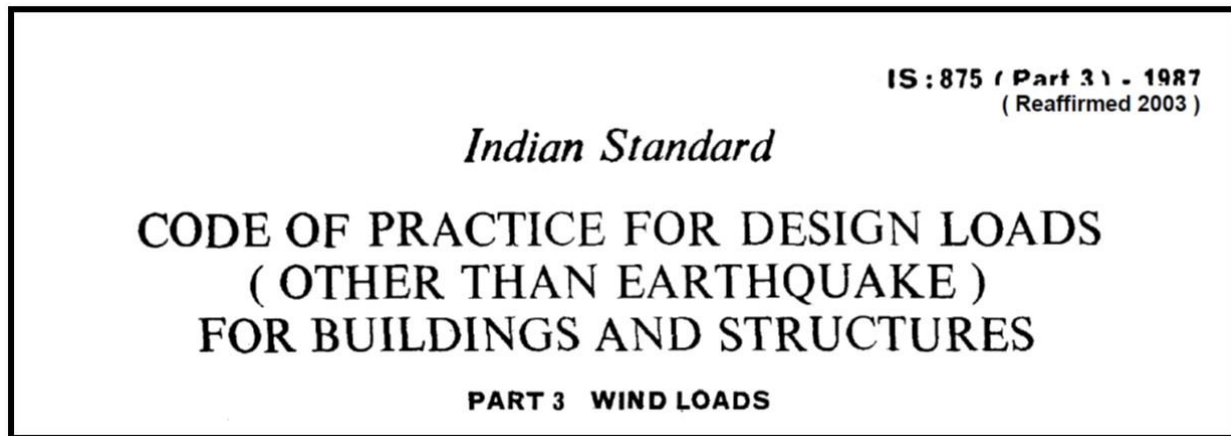 IS : 875 ( Part 3 ) - 1987
( Reaffirmed 2003 )
Indian Standard
CODE OF PRACTICE FOR DESIGN LOADS
( OTHER THAN EARTHQUAKE )
FOR BUILDINGS AND STRUCTURES
PART 3 WIND LOADS